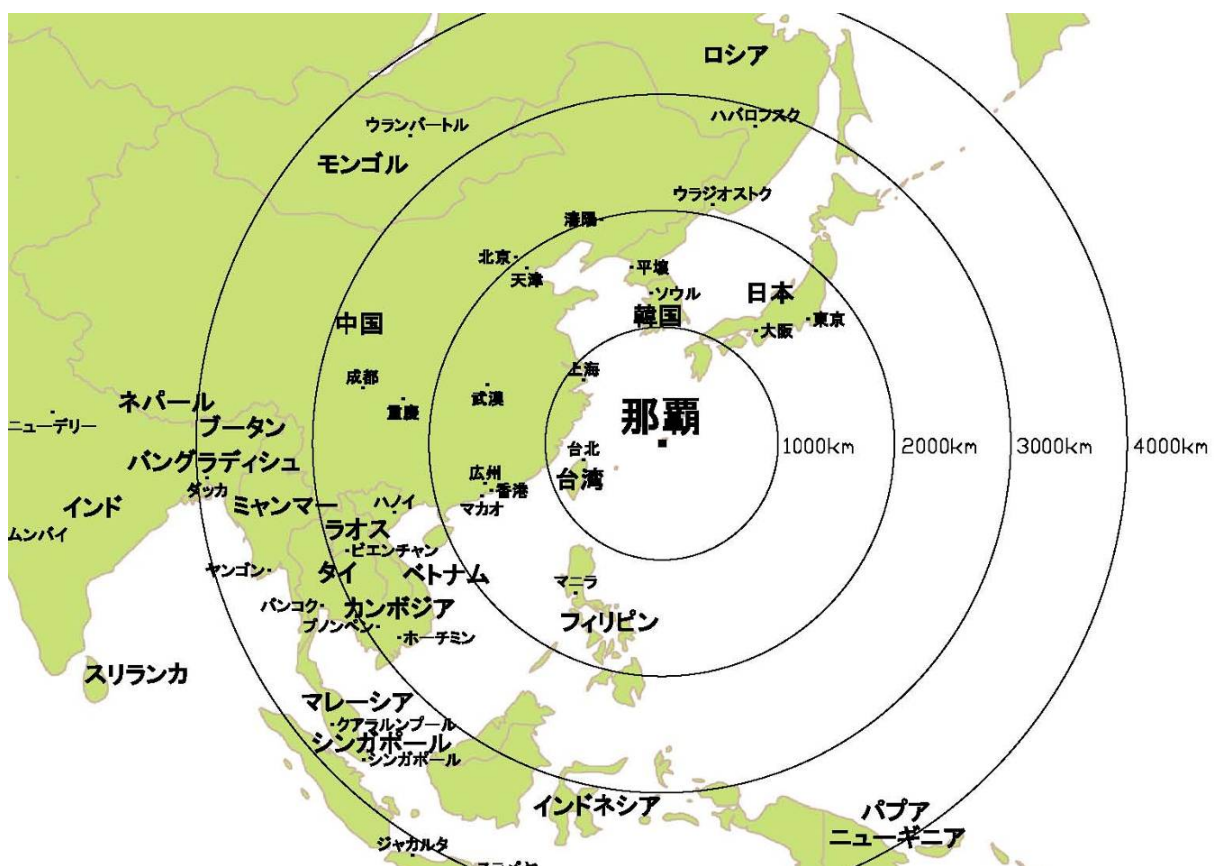 ロシア
ハバロフスク
ウランバートル
モンゴル
ウラジオストク
瀋陽
北京
天津
平壌
ソウル
日本
韓国
大阪
東京
中国
上海
成都
重慶
武漢
那覇
ネパール
ニューデリー
ブータン
バングラディシュ
ダッカ
台北
台湾
1000km
2000km
3000km
4000km
広州
香港
マカオ
インド
ミャンマー
ハノイ
ムンバイ
ラオス
ビエンチャン
ヤンゴン
タイ
ベトナム
マニラ
バンコク
カンボジア
プノンペン
ホーチミン
フィリピン
スリランカ
マレーシア
クアラルンプール
シンガポール
シンガポール
インドネシア
パプア
ニューギニア
ジャカルタ